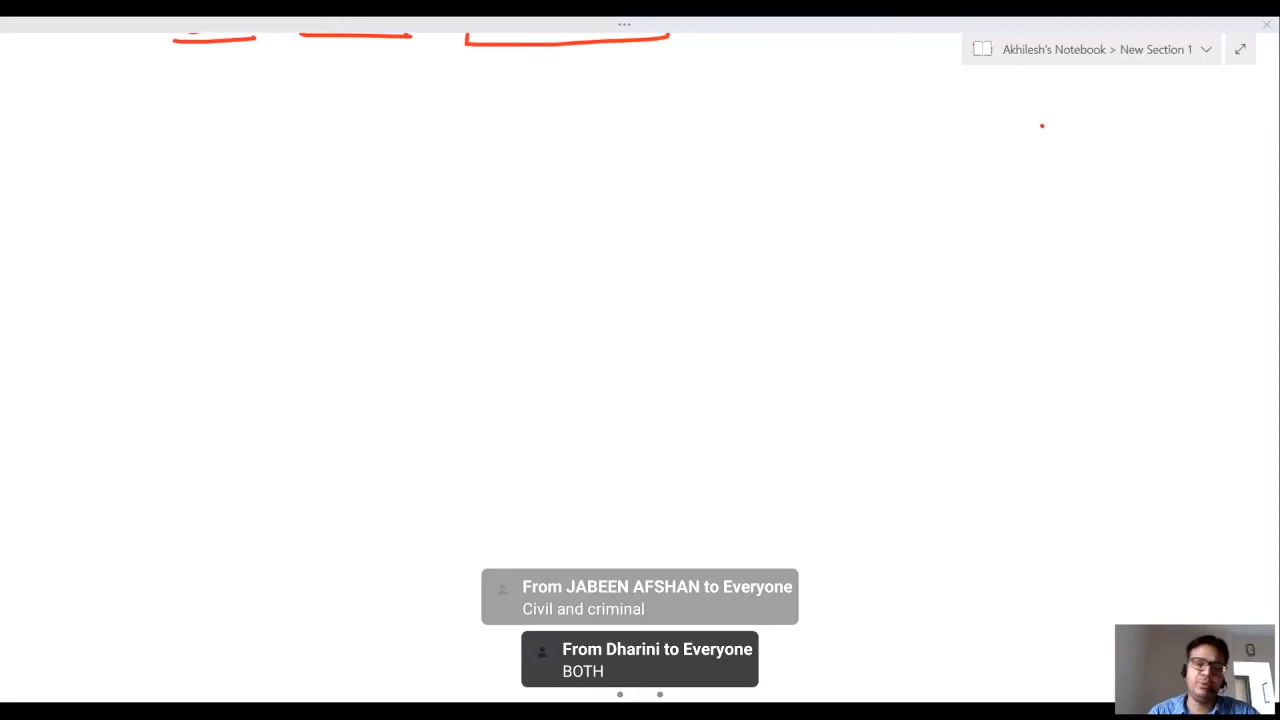 Akhilesh's Notebook > New Section 1
From JABEEN AFSHAN to Everyone
Civil and criminal
From Dharini to Everyone
BOTH